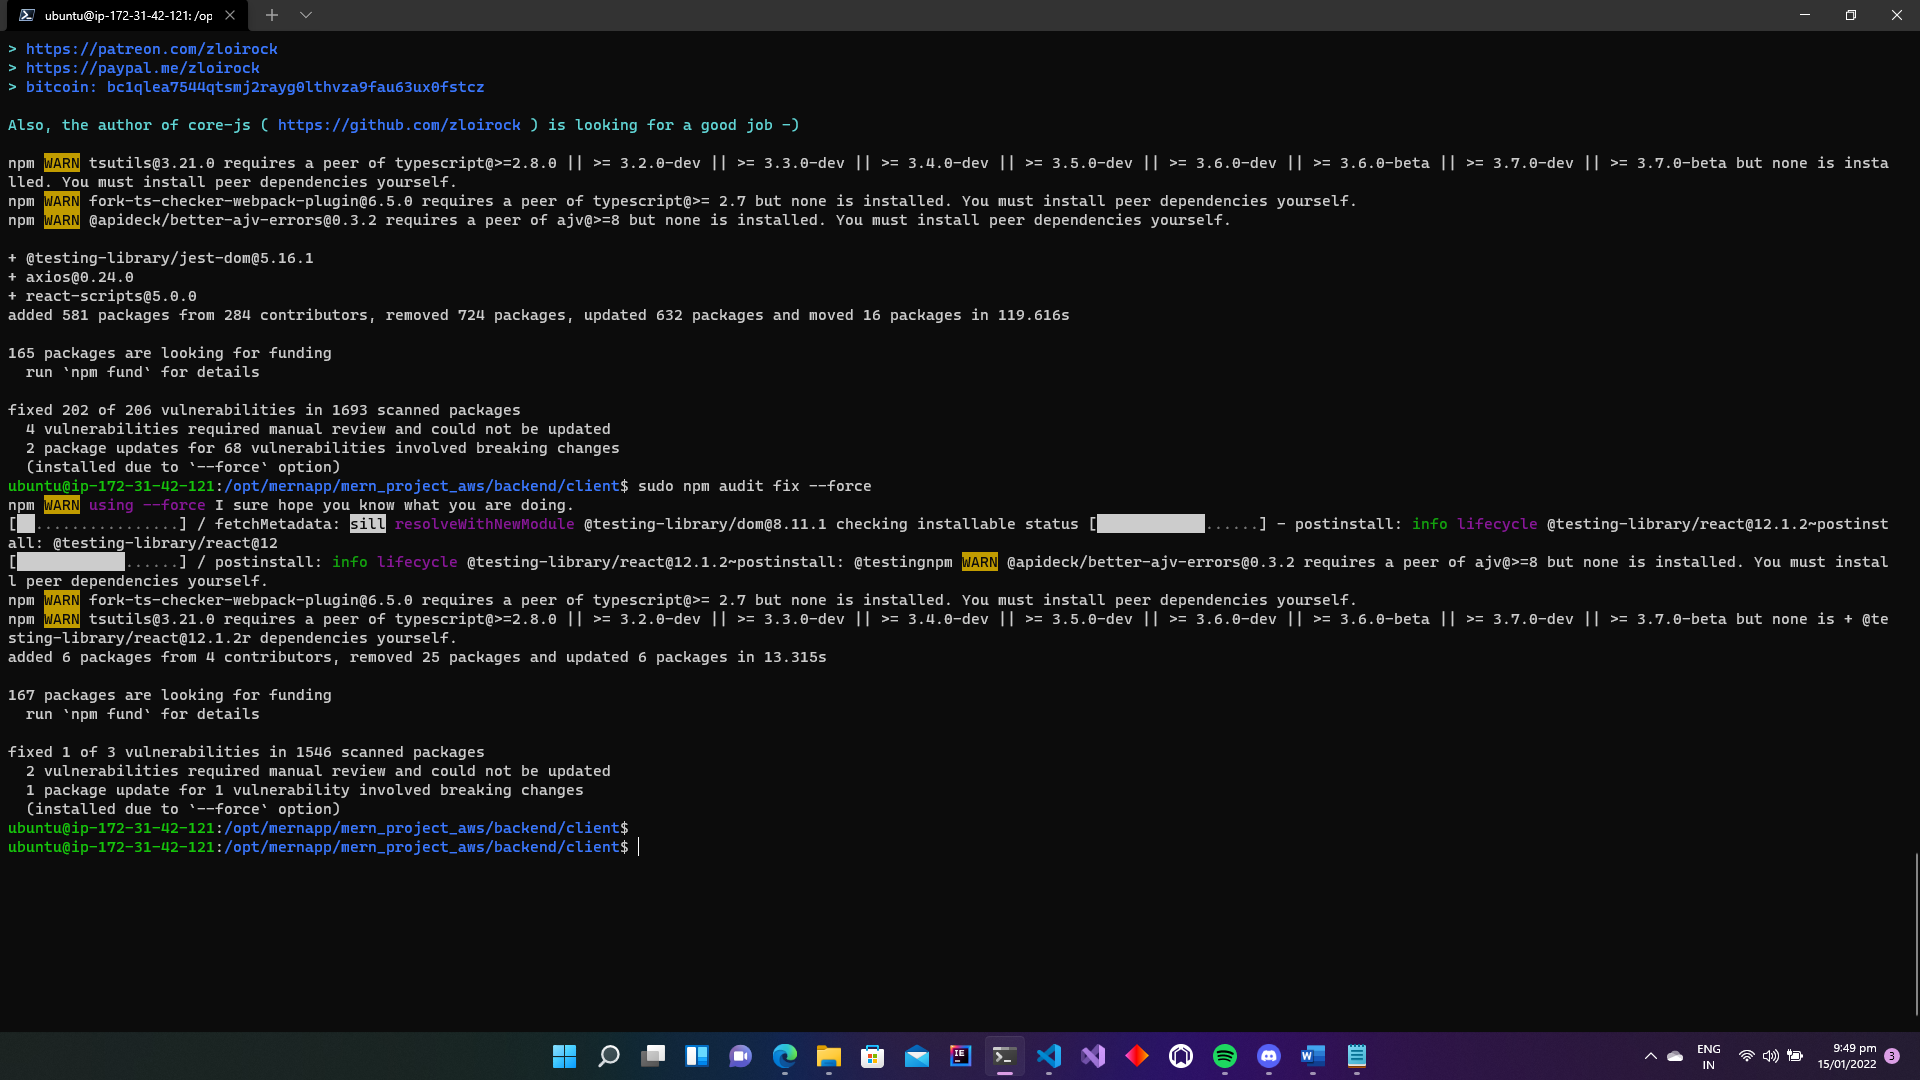 ubuntu@ip-172-31-42-121: /op
> https://patreon.com/zloirock
> https://paypal.me/zloirock
> bitcoin: bc1qlea7544qtsmj2rayg0lthvza9fau63ux0fstcz
Also, the author of core-js ( https://github.com/zloirock ) is looking for a good job -)
npm WARN tsutils@3.21.0 requires a peer of typescript@>=2.8.0 || >= 3.2.0-dev || >= 3.3.0-dev || >= 3.4.0-dev || >= 3.5.0-dev || >= 3.6.0-dev || >= 3.6.0-beta || >= 3.7.0-dev || >= 3.7.0-beta but none is insta
lled. You must install peer dependencies yourself.
npm WARN fork-ts-checker-webpack-plugin@6.5.0 requires a peer of typescript@>= 2.7 but none is installed. You must install peer dependencies yourself.
npm WARN @apideck/better-ajv-errors@0.3.2 requires a peer of ajv@>=8 but none is installed. You must install peer dependencies yourself.
+ @testing-library/jest-dom@5.16.1
+ axios@0.24.0
+ react-scripts@5.0.0
added 581 packages from 284 contributors, removed 724 packages, updated 632 packages and moved 16 packages in 119.616s
165 packages are looking for funding
  run `npm fund` for details
fixed 202 of 206 vulnerabilities in 1693 scanned packages
  4 vulnerabilities required manual review and could not be updated
  2 package updates for 68 vulnerabilities involved breaking changes
  (installed due to `--force` option)
ubuntu@ip-172-31-42-121:/opt/mernapp/mern_project_aws/backend/client$ sudo npm audit fix --force
npm WARN using --force I sure hope you know what you are doing.
[  ................] / fetchMetadata: sill resolveWithNewModule @testing-library/dom@8.11.1 checking installable status [            ......] - postinstall: info lifecycle @testing-library/react@12.1.2~postinst
all: @testing-library/react@12
[            ......] / postinstall: info lifecycle @testing-library/react@12.1.2~postinstall: @testingnpm WARN @apideck/better-ajv-errors@0.3.2 requires a peer of ajv@>=8 but none is installed. You must instal
l peer dependencies yourself.
npm WARN fork-ts-checker-webpack-plugin@6.5.0 requires a peer of typescript@>= 2.7 but none is installed. You must install peer dependencies yourself.
npm WARN tsutils@3.21.0 requires a peer of typescript@>=2.8.0 || >= 3.2.0-dev || >= 3.3.0-dev || >= 3.4.0-dev || >= 3.5.0-dev || >= 3.6.0-dev || >= 3.6.0-beta || >= 3.7.0-dev || >= 3.7.0-beta but none is + @te
sting-library/react@12.1.2r dependencies yourself.
added 6 packages from 4 contributors, removed 25 packages and updated 6 packages in 13.315s
167 packages are looking for funding
  run `npm fund` for details
fixed 1 of 3 vulnerabilities in 1546 scanned packages
  2 vulnerabilities required manual review and could not be updated
  1 package update for 1 vulnerability involved breaking changes
  (installed due to `--force` option)
ubuntu@ip-172-31-42-121:/opt/mernapp/mern_project_aws/backend/client$
ubuntu@ip-172-31-42-121:/opt/mernapp/mern_project_aws/backend/client$
ENG
IN
9:49 pm
15/01/2022
3